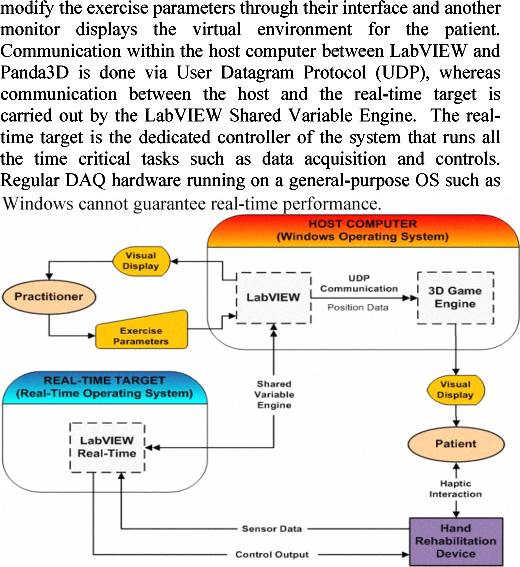 modify the exercise parameters through their interface and another
monitor displays the virtual environment for the patient.
Communication within the host computer between LabVIEW and
Panda3D is done via User Datagram Protocol (UDP), whereas
communication between the host and the real-time target is
carried out by the LabVIEW Shared Variable Engine. The real-
time target is the dedicated controller of the system that runs all
the time critical tasks such as data acquisition and controls.
Regular DAQ hardware running on a general-purpose OS such as
Windows cannot guarantee real-time performance.
HOST COMPUTER
(Windows Operating System)
Visual
Display
Practitioner
Exercise
Parameters
LabVIEW
UDP
Communication
Position Data
3D Game
Engine
REAL-TIME TARGET
(Real-Time Operating System)
Shared
Variable
Engine
Visual
Display
LabVIEW
Real-Time
Patient
Haptic
Interaction
Sensor Data
Control Output
Hand
Rehabilitation
Device